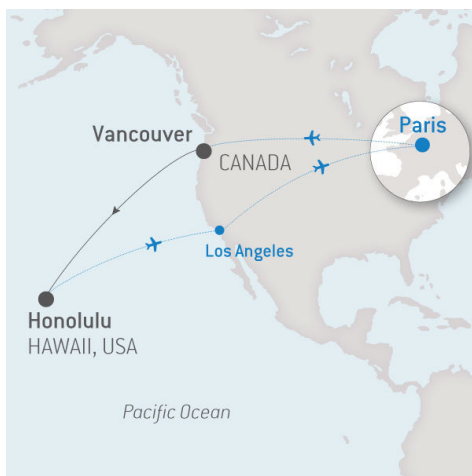 Paris
Vancouver
CANADA
Los Angeles
Honolulu
HAWAII, USA
Pacific Ocean